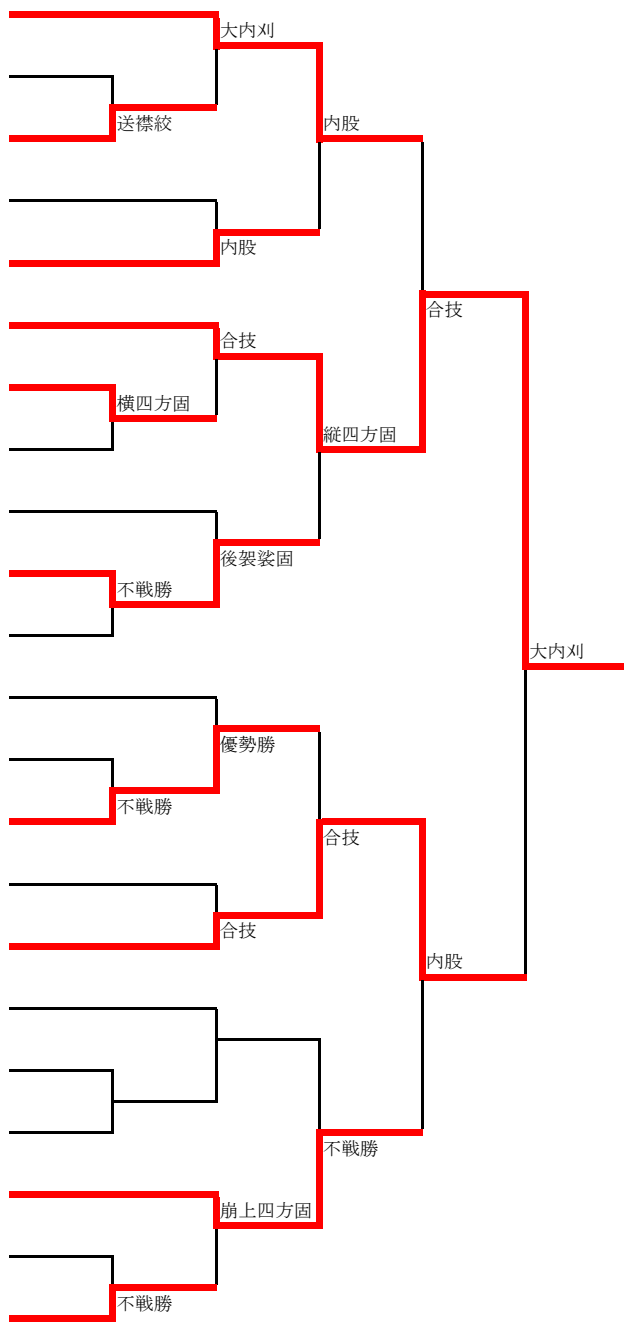 大内刈
送襟絞
内股
内股
合技
合技
横四方固
縦四方固
後袈裟固
不戦勝
大内刈
優勢勝
不戦勝
合技
合技
内股
不戦勝
崩上四方固
不戦勝